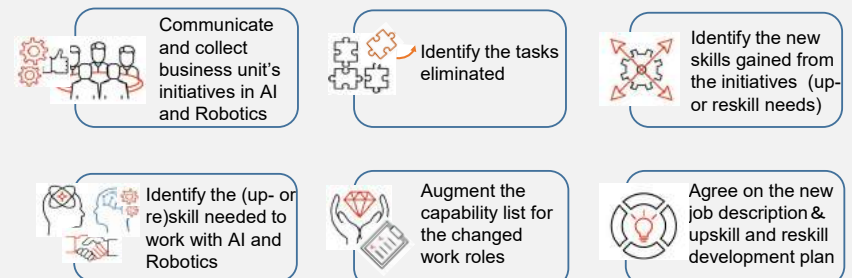 Communicate
and collect
business unit's
initiatives in AI
and Robotics
Identify the tasks
eliminated
Identify the new
skills gained from
the initiatives (up-
or reskill needs)
Identify the (up- or
re)skill needed to
work with AI and
Robotics
Augment the
capability list for
the changed
work roles
Agree on the new
job description &
upskill and reskill
development plan